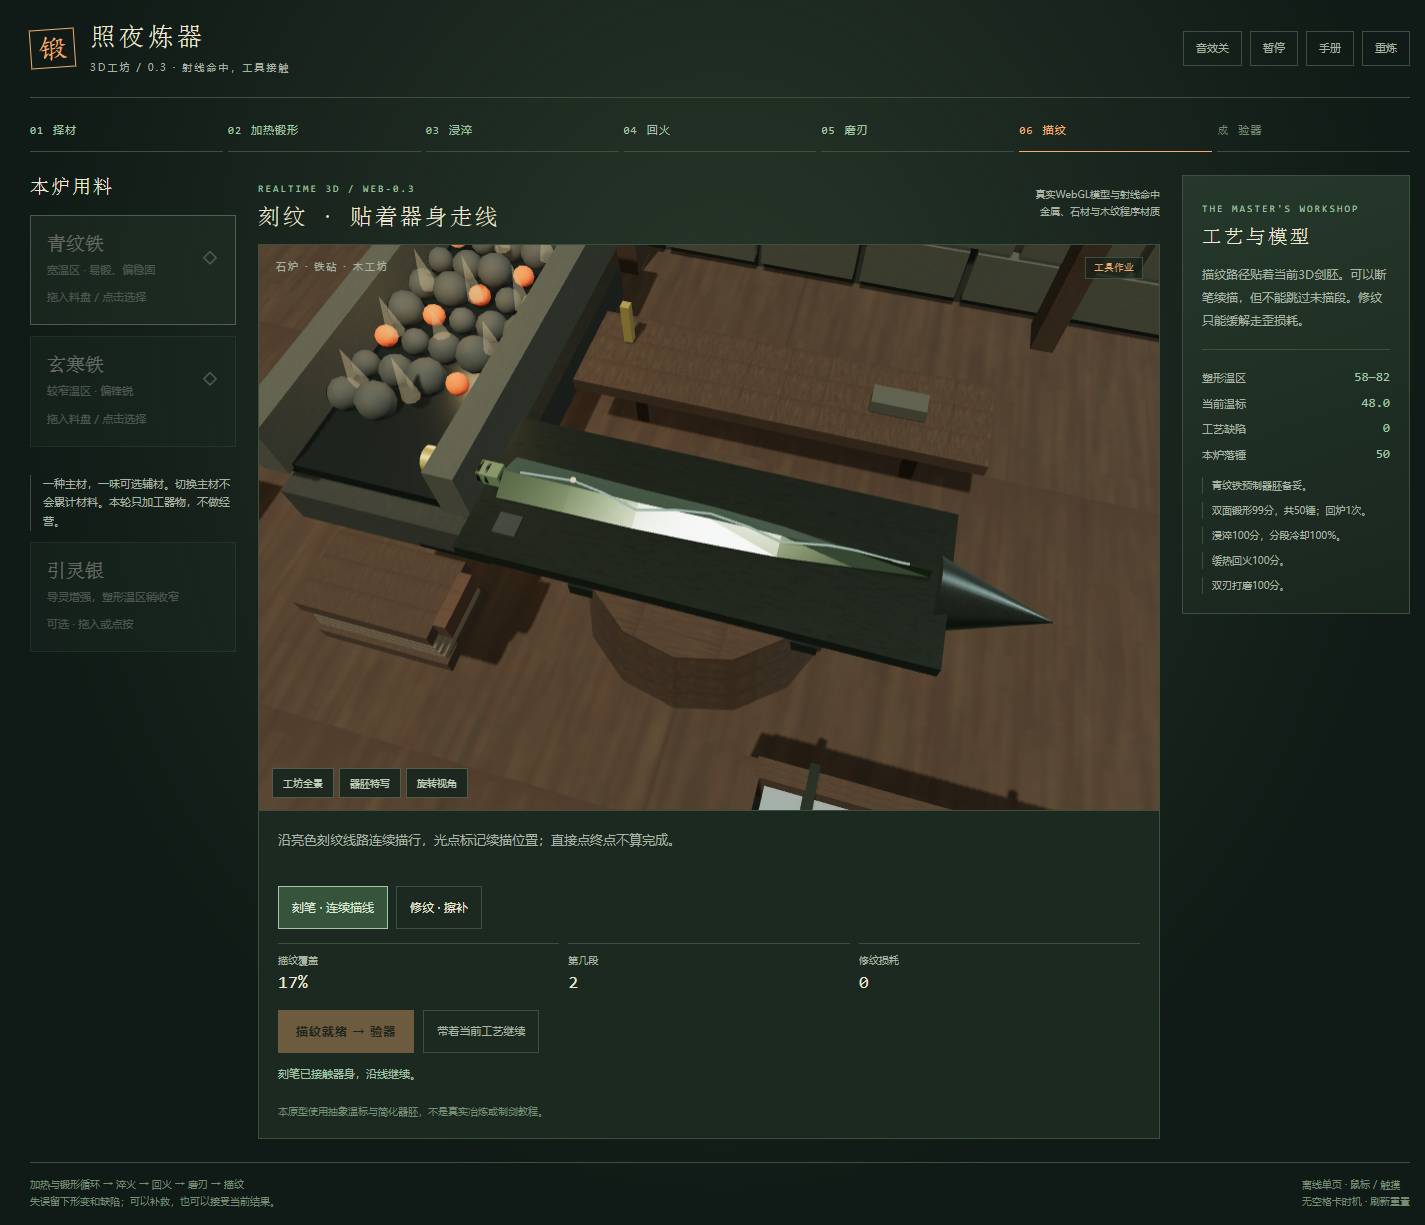 锻
照夜炼器
3D工坊 / 0.3 · 射线命中，工具接触
音效关
暂停
手册
重炼
01 择材
02 加热锻形
03 浸淬
04 回火
05 磨刃
06 描纹
成 验器
本炉用料
青纹铁
宽温区 · 易锻、偏稳固
拖入料盘 / 点击选择
玄寒铁
较窄温区 · 偏锋锐
拖入料盘 / 点击选择
一种主材，一味可选辅材。切换主材不
会累计材料。本轮只加工器物，不做经
营。
引灵银
导灵增强，塑形温区稍收窄
可选 · 拖入或点按
REALTIME 3D / WEB-0.3
刻纹 · 贴着器身走线
真实WebGL模型与射线命中
金属、石材与木纹程序材质
石炉 · 铁砧 · 木工坊
工具作业
工坊全景
器胚特写
旋转视角
沿亮色刻纹线路连续描行，光点标记续描位置；直接点终点不算完成。
刻笔 · 连续描线
修纹 · 擦补
描纹覆盖
17%
第几段
2
修纹损耗
0
描纹就绪 → 验器
带着当前工艺继续
刻笔已接触器身，沿线继续。
本原型使用抽象温标与简化器胚，不是真实冶炼或制剑教程。
THE MASTER'S WORKSHOP
工艺与模型
描纹路径贴着当前3D剑胚。可以断
笔续描，但不能跳过未描段。修纹
只能缓解走歪损耗。
塑形温区 58–82
当前温标 48.0
工艺缺陷 0
本炉落锤 50
青纹铁预制器胚备妥。
双面锻形99分，共50锤；回炉1次。
浸淬100分，分段冷却100%。
缓热回火100分。
双刃打磨100分。
加热与锻形循环 → 淬火 → 回火 → 磨刃 → 描纹
失误留下形变和缺陷；可以补救，也可以接受当前结果。
离线单页 · 鼠标 / 触摸
无空格卡时机 · 刷新重置